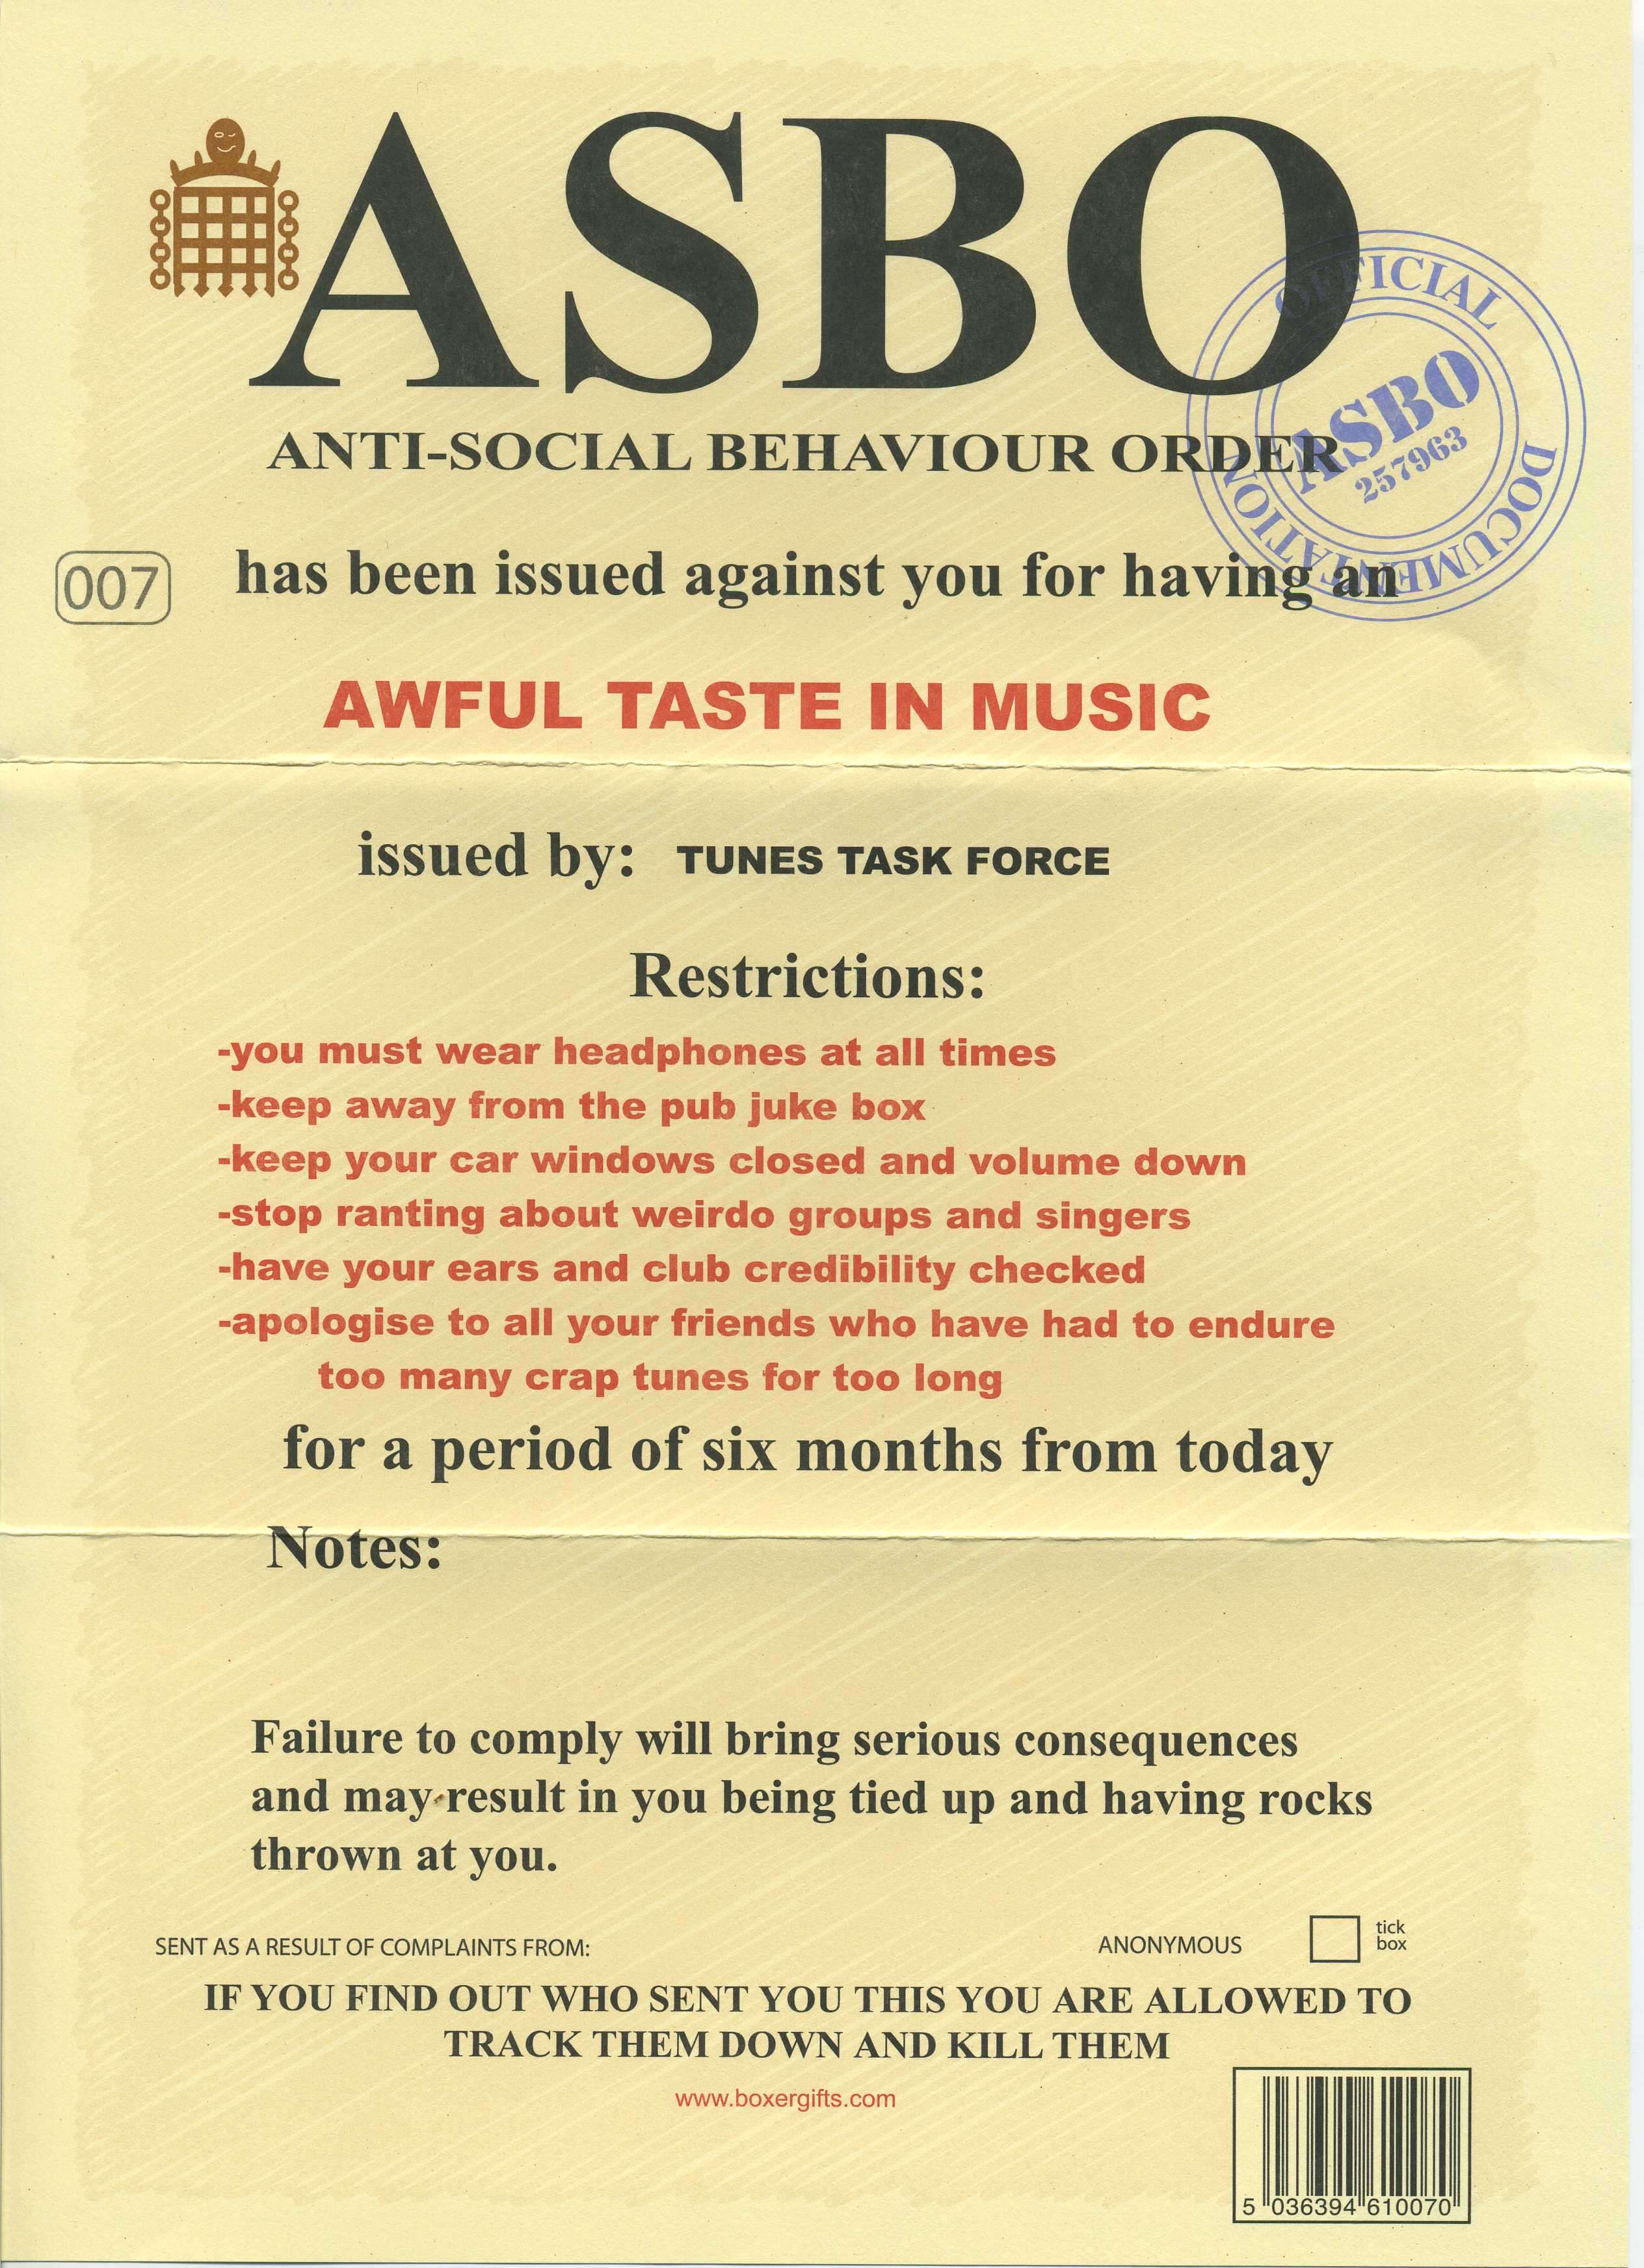 ASBO
ANTI-SOCIAL BEHAVIOUR ORDER
OFFICIAL
DOCUMENTATION
ASBO
257963
007
has been issued against you for having an
AWFUL TASTE IN MUSIC
issued by: TUNES TASK FORCE
Restrictions:
-you must wear headphones at all times
-keep away from the pub juke box
-keep your car windows closed and volume down
-stop ranting about weirdo groups and singers
-have your ears and club credibility checked
-apologise to all your friends who have had to endure
too many crap tunes for too long
for a period of six months from today
Notes:
Failure to comply will bring serious consequences
and may result in you being tied up and having rocks
thrown at you.
SENT AS A RESULT OF COMPLAINTS FROM:
ANONYMOUS
tick
box
IF YOU FIND OUT WHO SENT YOU THIS YOU ARE ALLOWED TO
TRACK THEM DOWN AND KILL THEM
www.boxergifts.com
5 036394 610070